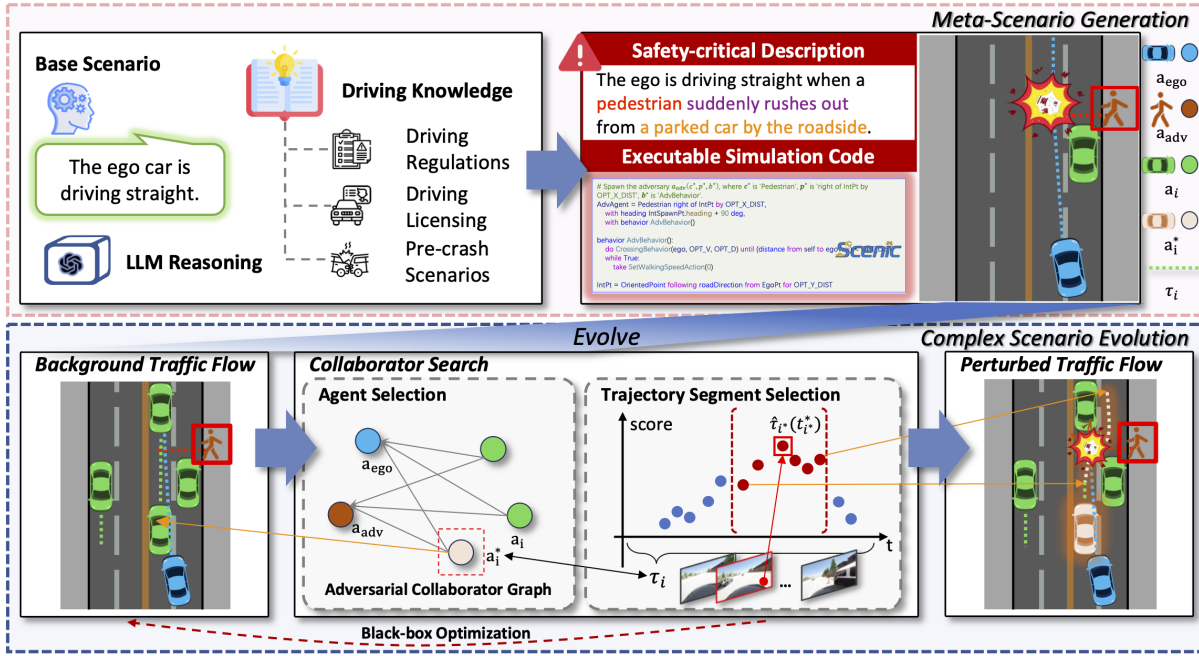 Meta-Scenario Generation
Base Scenario
The ego car is
driving straight.
LLM Reasoning
Driving Knowledge
Driving
Regulations
Driving
Licensing
Pre-crash
Scenarios
Safety-critical Description
The ego is driving straight when a
pedestrian suddenly rushes out
from a parked car by the roadside.
Executable Simulation Code
# Spawn the adversary a_adv(c*, p*, b*), where c* is 'Pedestrian', p* is 'right of IntPt by
OPT_X_DIST', b* is 'AdvBehavior'.
AdvAgent = Pedestrian right of IntPt by OPT_X_DIST,
with heading IntSpawnPt.heading + 90 deg,
with behavior AdvBehavior()
behavior AdvBehavior():
do CrossingBehavior(ego, OPT_V, OPT_D) until (distance from self to
while True:
take SetWalkingSpeedAction(0)
IntPt = OrientedPoint following roadDirection from EgoPt for OPT_Y_DIST
Scenic
a_ego
a_adv
a_i
a_i^*
τ_i
Evolve
Complex Scenario Evolution
Background Traffic Flow
Collaborator Search
Agent Selection
a_ego
a_adv
a_i
a_i^*
Adversarial Collaborator Graph
Trajectory Segment Selection
score
τ̂_{i*}(t_{i*}^*)
t
τ_i
...
Perturbed Traffic Flow
Black-box Optimization